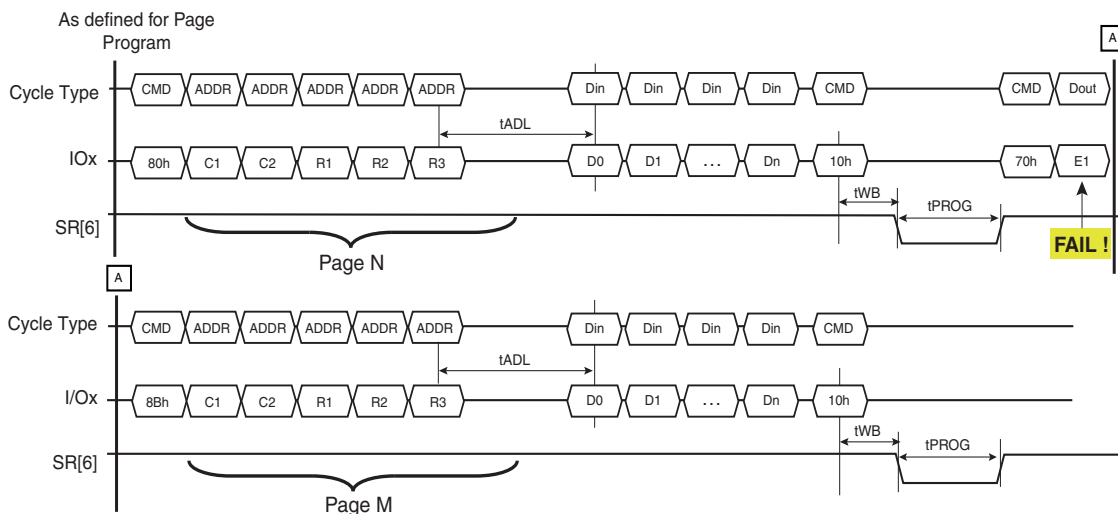 As defined for Page
Program
A
Cycle Type CMD ADDR ADDR ADDR ADDR ADDR Din Din Din Din CMD CMD Dout
tADL
IOx 80h C1 C2 R1 R2 R3 D0 D1 ... Dn 10h 70h E1
tWB tPROG
SR[6]
FAIL !
Page N
A
Cycle Type CMD ADDR ADDR ADDR ADDR ADDR Din Din Din Din CMD
tADL
I/Ox 8Bh C1 C2 R1 R2 R3 D0 D1 ... Dn 10h
tWB tPROG
SR[6]
Page M